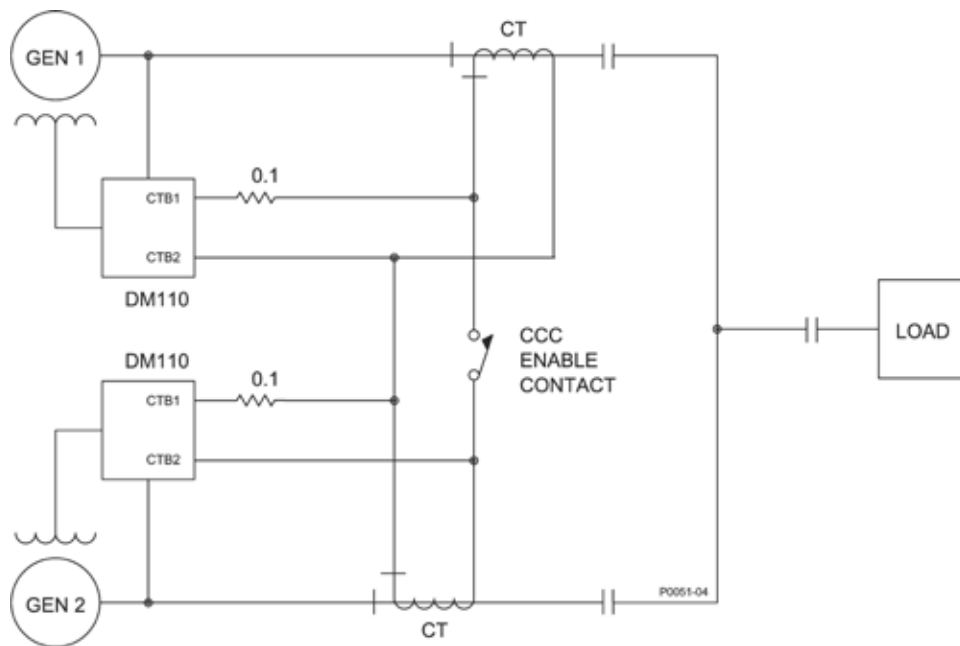 CT
GEN 1
0.1
CTB1
CTB2
DM110
CCC
ENABLE
CONTACT
LOAD
DM110
0.1
CTB1
CTB2
GEN 2
CT
P0051-04